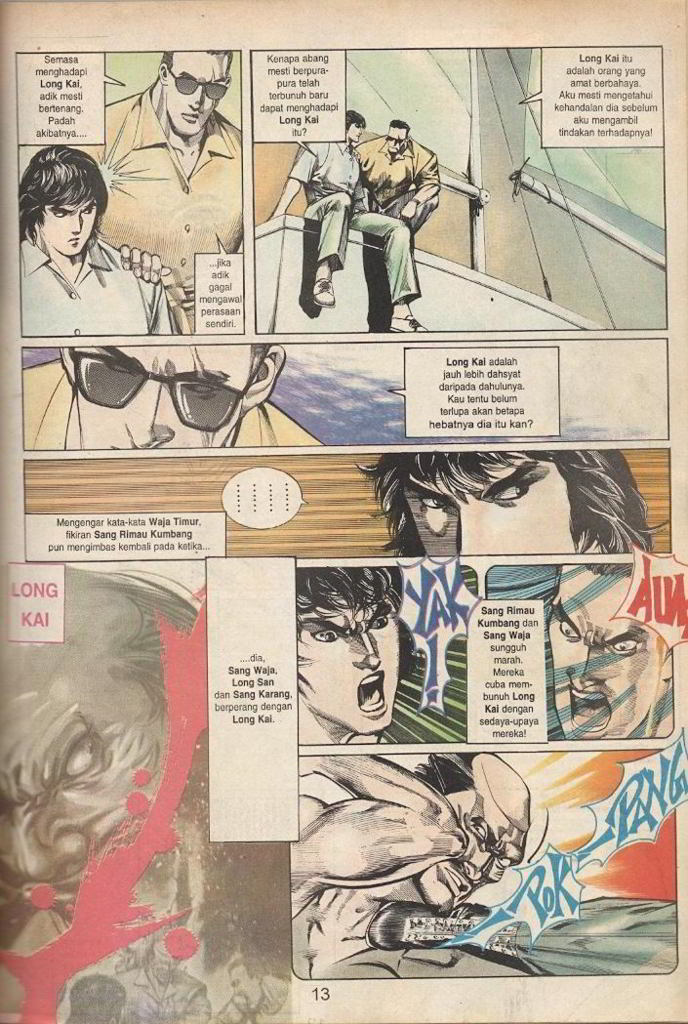 Semasa
menghadapi
Long Kai,
adik mesti
bertenang.
Padah
akibatnya....
...jika
adik
gagal
mengawal
perasaan
sendiri.
Kenapa abang
mesti berpura-
pura telah
terbunuh baru
dapat menghadapi
Long Kai
itu?
Long Kai itu
adalah orang yang
amat berbahaya.
Aku mesti mengetahui
kehandalan dia sebelum
aku mengambil
tindakan terhadapnya!
Long Kai adalah
jauh lebih dahsyat
daripada dahulunya.
Kau tentu belum
terlupa akan betapa
hebatnya dia itu kan?
Mengengar kata-kata Waja Timur,
fikiran Sang Rimau Kumbang
pun mengimbas kembali pada ketika...
LONG
KAI
....dia,
Sang Waja,
Long San
dan Sang Karang,
berperang dengan
Long Kai.
YAK!
Sang Rimau
Kumbang dan
Sang Waja
sungguh
marah.
Mereka
cuba mem-
bunuh Long
Kai dengan
sedaya-upaya
mereka!
AUM
POK
PANG
13